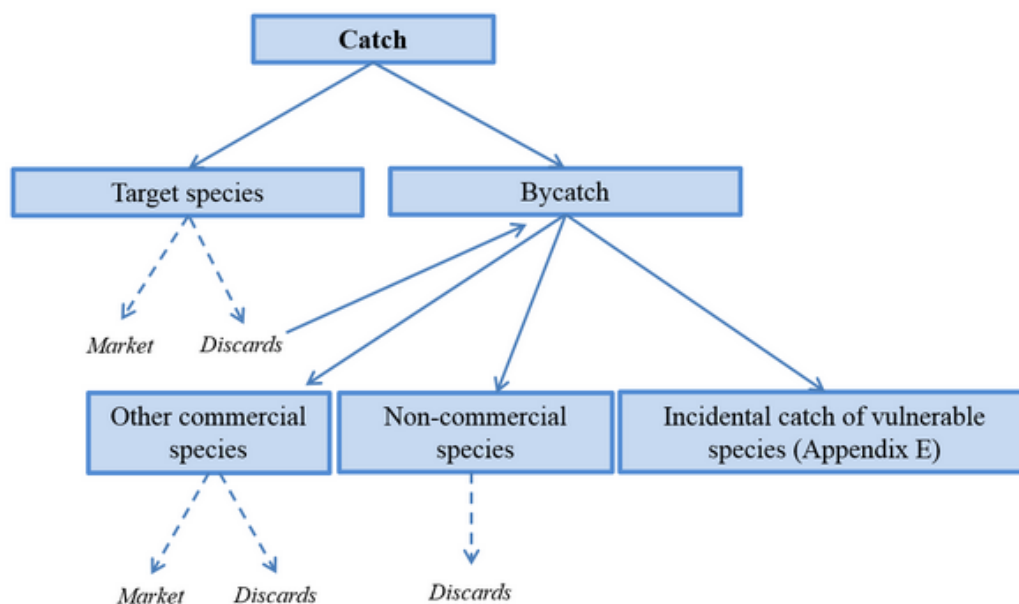 Catch
Target species
Bycatch
Market
Discards
Other commercial
species
Non-commercial
species
Incidental catch of vulnerable
species (Appendix E)
Market
Discards
Discards